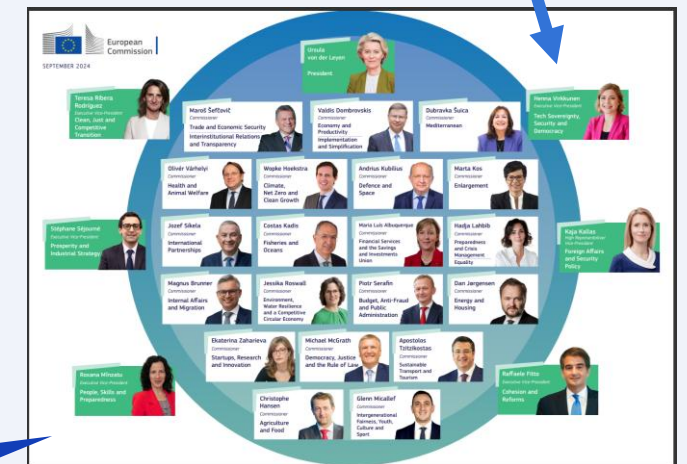 European
Commission
SEPTEMBER 2024
Ursula
von der Leyen
President
Teresa Ribera
Rodríguez
Executive Vice-President
Clean, Just and
Competitive
Transition
Maroš Šefčovič
Commissioner
Trade and Economic Security
Interinstitutional Relations
and Transparency
Valdis Dombrovskis
Commissioner
Economy and
Productivity
Implementation
and Simplification
Dubravka Šuica
Commissioner
Mediterranean
Henna Virkkunen
Executive Vice-President
Tech Sovereignty,
Security and
Democracy
Olivér Várhelyi
Commissioner
Health and
Animal Welfare
Wopke Hoekstra
Commissioner
Climate,
Net Zero and
Clean Growth
Andrius Kubilius
Commissioner
Defence and
Space
Marta Kos
Commissioner
Enlargement
Stéphane Séjourné
Executive Vice-President
Prosperity and
Industrial Strategy
Jozef Síkela
Commissioner
International
Partnerships
Costas Kadis
Commissioner
Fisheries and
Oceans
Maria Luís Albuquerque
Commissioner
Financial Services
and the Savings
and Investments
Union
Hadja Lahbib
Commissioner
Preparedness
and Crisis
Management
Equality
Kaja Kallas
High Representative
Vice-President
Foreign Affairs
and Security
Policy
Magnus Brunner
Commissioner
Internal Affairs
and Migration
Jessika Roswall
Commissioner
Environment,
Water Resilience
and a Competitive
Circular Economy
Piotr Serafin
Commissioner
Budget, Anti-Fraud
and Public
Administration
Dan Jørgensen
Commissioner
Energy and
Housing
Ekaterina Zaharieva
Commissioner
Startups, Research
and Innovation
Michael McGrath
Commissioner
Democracy, Justice
and the Rule of Law
Apostolos
Tzitzikostas
Commissioner
Sustainable
Transport and
Tourism
Roxana Mînzatu
Executive Vice-President
People, Skills and
Preparedness
Raffaele Fitto
Executive Vice-President
Cohesion and
Reforms
Christophe
Hansen
Commissioner
Agriculture
and Food
Glenn Micallef
Commissioner
Intergenerational
Fairness, Youth,
Culture and
Sport